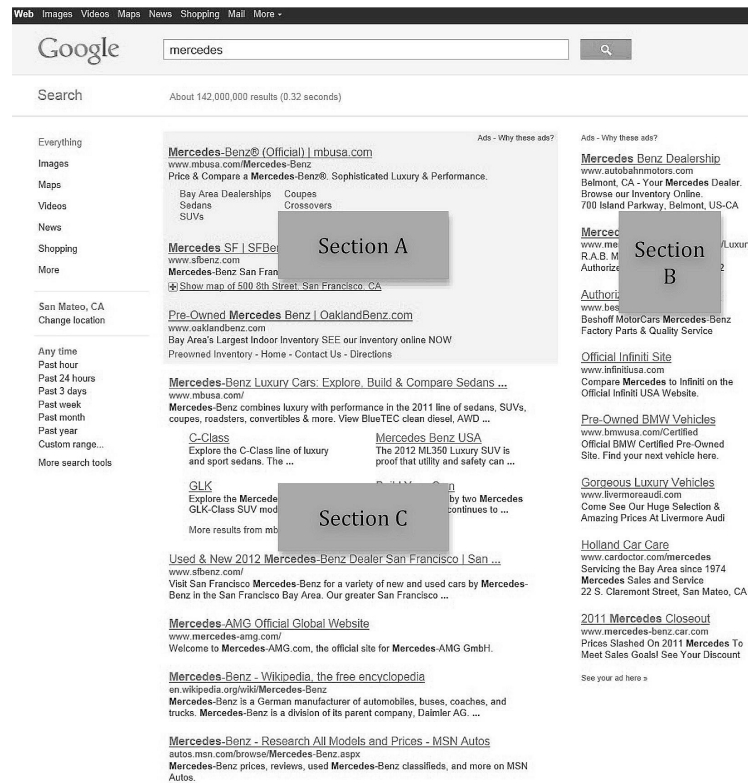 Web Images Videos Maps News Shopping Mail More
Google
mercedes
Search
About 142,000,000 results (0.32 seconds)
Everything
Images
Maps
Videos
News
Shopping
More
San Mateo, CA
Change location
Any time
Past hour
Past 24 hours
Past 3 days
Past week
Past month
Past year
Custom range...
More search tools
Ads - Why these ads?
Mercedes-Benz® (Official) | mbusa.com
www.mbusa.com/Mercedes-Benz
Price & Compare a Mercedes-Benz®. Sophisticated Luxury & Performance.
Bay Area Dealerships Coupes
Sedans Crossovers
SUVs
Section A
Mercedes SF |
www.sfbenz.com
Mercedes-Benz San
Show map of 500 8th Street, San Francisco, CA
Pre-Owned Mercedes Benz | OaklandBenz.com
www.oaklandbenz.com
Bay Area's Largest Indoor Inventory SEE our inventory online NOW
Preowned Inventory - Home - Contact Us - Directions
Mercedes-Benz Luxury Cars: Explore, Build & Compare Sedans ...
www.mbusa.com/
Mercedes-Benz combines luxury with performance in the 2011 line of sedans, SUVs,
coupes, roadsters, convertibles & more. View BlueTEC clean diesel, AWD ...
C-Class
Explore the C-Class line of luxury
and sport sedans. The ...
Mercedes Benz USA
The 2012 ML350 Luxury SUV is
proof that utility and safety can ...
GLK
Explore the
GLK-Class SUV
by two Mercedes
continues to ...
Section C
More results from
Used & New 2012 Mercedes-Benz Dealer San Francisco | San ...
www.sfbenz.com/
Visit San Francisco Mercedes-Benz for a variety of new and used cars by Mercedes-
Benz in the San Francisco Bay Area. Our greater San Francisco ...
Mercedes-AMG Official Global Website
www.mercedes-amg.com/
Welcome to Mercedes-AMG.com, the official site for Mercedes-AMG GmbH.
Mercedes-Benz - Wikipedia, the free encyclopedia
en.wikipedia.org/wiki/Mercedes-Benz
Mercedes-Benz is a German manufacturer of automobiles, buses, coaches, and
trucks. Mercedes-Benz is a division of its parent company, Daimler AG. ...
Mercedes-Benz - Research All Models and Prices - MSN Autos
autos.msn.com/browse/Mercedes-Benz.aspx
Mercedes-Benz prices, reviews, used Mercedes-Benz classifieds, and more on MSN
Autos.
Ads - Why these ads?
Mercedes Benz Dealership
www.autobahnmotors.com
Belmont, CA - Your Mercedes Dealer.
Browse our Inventory Online.
700 Island Parkway, Belmont, US-CA
Section
B
R.A.B.
Beshoff MotorCars Mercedes-Benz
Factory Parts & Quality Service
Official Infiniti Site
www.infinitiusa.com
Compare Mercedes to Infiniti on the
Official Infiniti USA Website.
Pre-Owned BMW Vehicles
www.bmwusa.com/Certified
Official BMW Certified Pre-Owned
Site. Find your next vehicle here.
Gorgeous Luxury Vehicles
www.livermoreaudi.com
Come See Our Huge Selection &
Amazing Prices At Livermore Audi
Holland Car Care
www.cardoctor.com/mercedes
Servicing the Bay Area since 1974
Mercedes Sales and Service
22 S. Claremont Street, San Mateo, CA
2011 Mercedes Closeout
www.mercedes-benz.car.com
Prices Slashed On 2011 Mercedes To
Meet Sales Goals! See Your Discount
See your ad here »